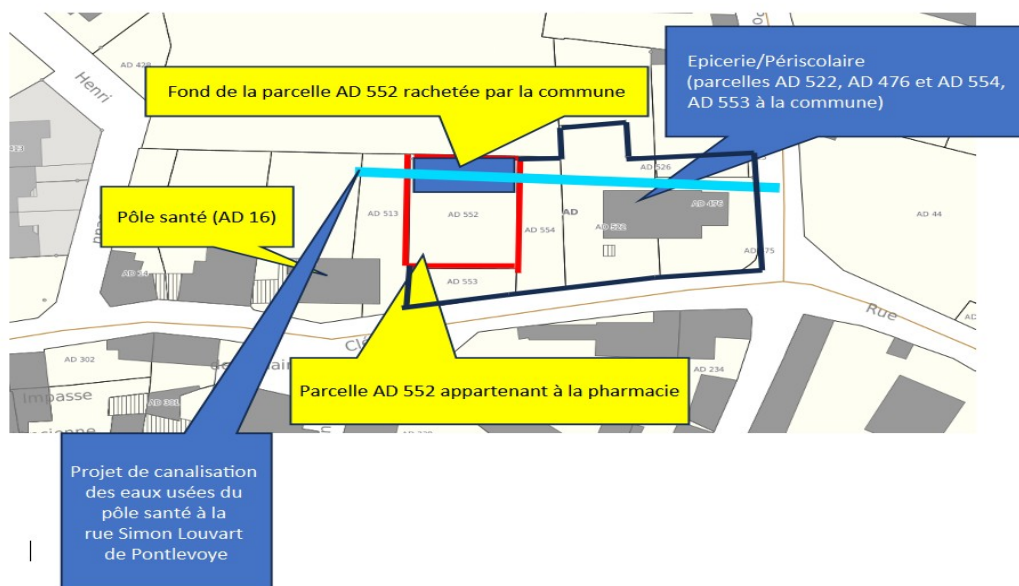 Epicerie/Périscolaire
(parcelles AD 522, AD 476 et AD 554,
AD 553 à la commune)
Henri
AD 428
Fond de la parcelle AD 552 rachetée par la commune
AD 526
Pôle santé (AD 16)
AD 513
AD 552
AD
AD 476
AD 44
AD 554
AD 522
AD 553
Rue
AD 302
AD 234
Impasse
AD 301
Parcelle AD 552 appartenant à la pharmacie
Projet de canalisation
des eaux usées du
pôle santé à la
rue Simon Louvart
de Pontlevoye